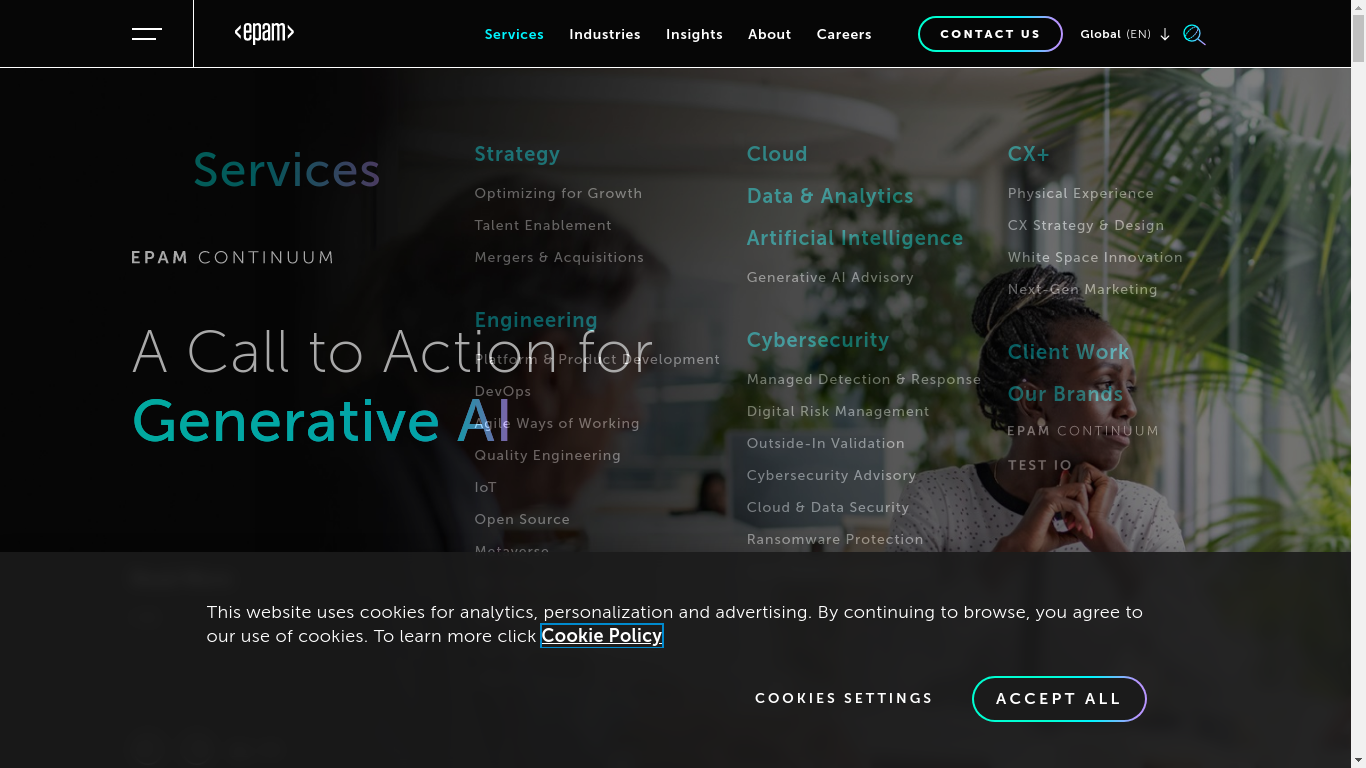 <epam>
Services
Industries
Insights
About
Careers
CONTACT US
Global (EN)
Services
Strategy
Optimizing for Growth
Talent Enablement
Mergers & Acquisitions
Engineering
Platform & Product Development
DevOps
Agile Ways of Working
Quality Engineering
IoT
Open Source
Metaverse
Cloud
Data & Analytics
Artificial Intelligence
Generative AI Advisory
Cybersecurity
Managed Detection & Response
Digital Risk Management
Outside-In Validation
Cybersecurity Advisory
Cloud & Data Security
Ransomware Protection
CX+
Physical Experience
CX Strategy & Design
White Space Innovation
Next-Gen Marketing
Client Work
Our Brands
EPAM CONTINUUM
TEST IO
EPAM CONTINUUM
A Call to Action for
Generative AI
This website uses cookies for analytics, personalization and advertising. By continuing to browse, you agree to
our use of cookies. To learn more click Cookie Policy
COOKIES SETTINGS
ACCEPT ALL